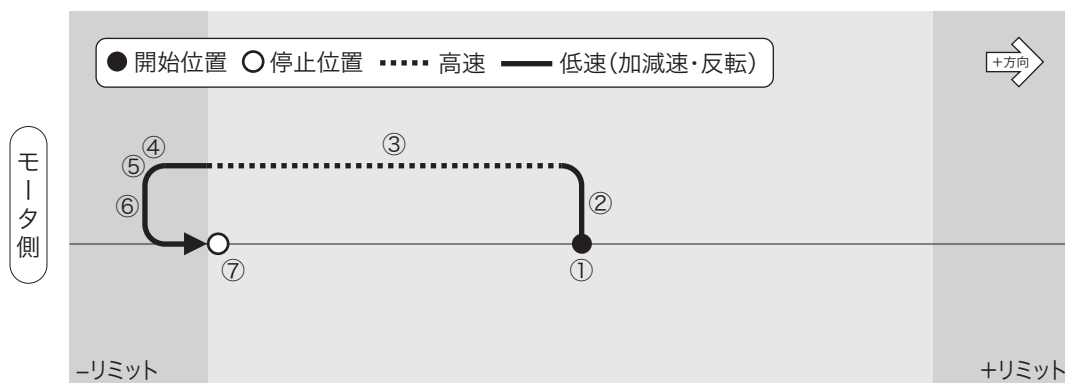 開始位置 停止位置 高速 低速(加減速・反転)
+方向
モータ側
④ ③
⑤
⑥ ②
⑦ ①
−リミット +リミット